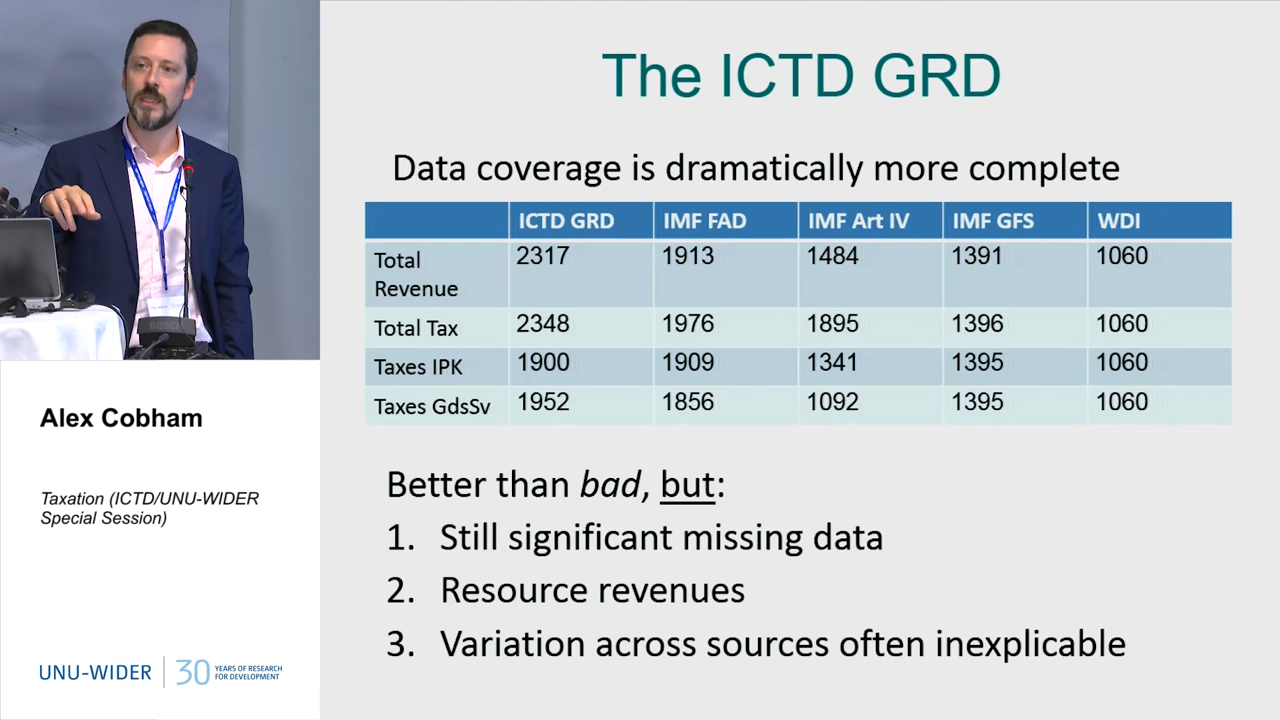 The ICTD GRD
Data coverage is dramatically more complete
ICTD GRD IMF FAD IMF Art IV IMF GFS WDI
Total Revenue 2317 1913 1484 1391 1060
Total Tax 2348 1976 1895 1396 1060
Taxes IPK 1900 1909 1341 1395 1060
Taxes GdsSv 1952 1856 1092 1395 1060
Better than bad, but:
1. Still significant missing data
2. Resource revenues
3. Variation across sources often inexplicable
BOSCH
Alex Cobham
Taxation (ICTD/UNU-WIDER
Special Session)
UNU-WIDER
30 YEARS OF RESEARCH
FOR DEVELOPMENT